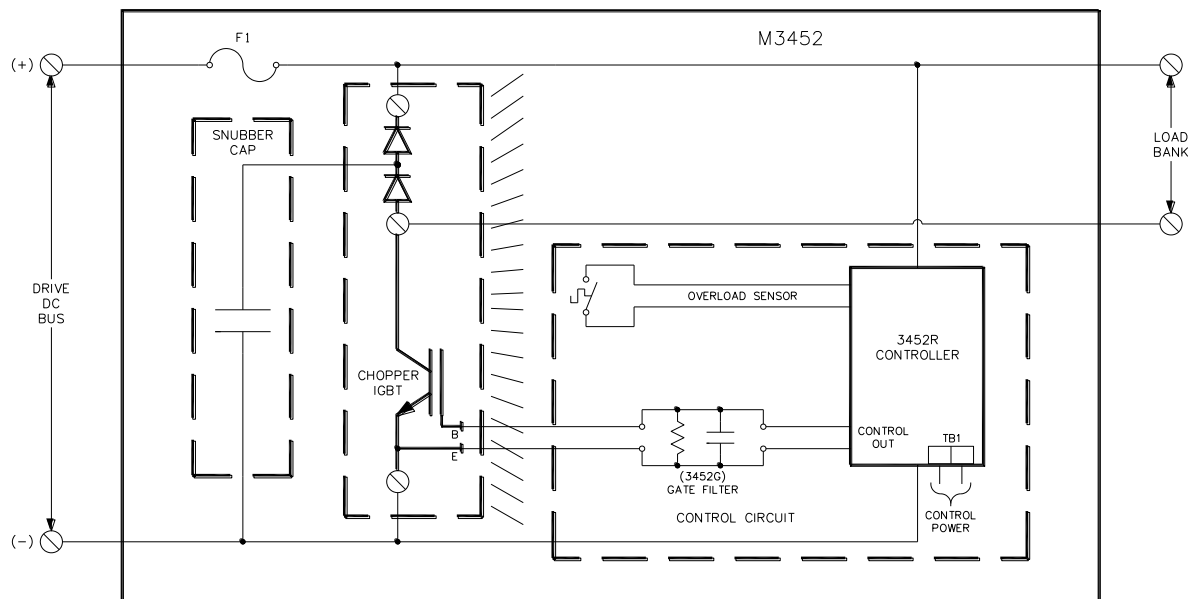 M3452
F1
(+)
SNUBBER
CAP
LOAD
BANK
DRIVE
DC
BUS
OVERLOAD SENSOR
3452R
CONTROLLER
CHOPPER
IGBT
B
E
CONTROL
OUT
TB1
(3452G)
GATE FILTER
CONTROL CIRCUIT
CONTROL
POWER
(-)